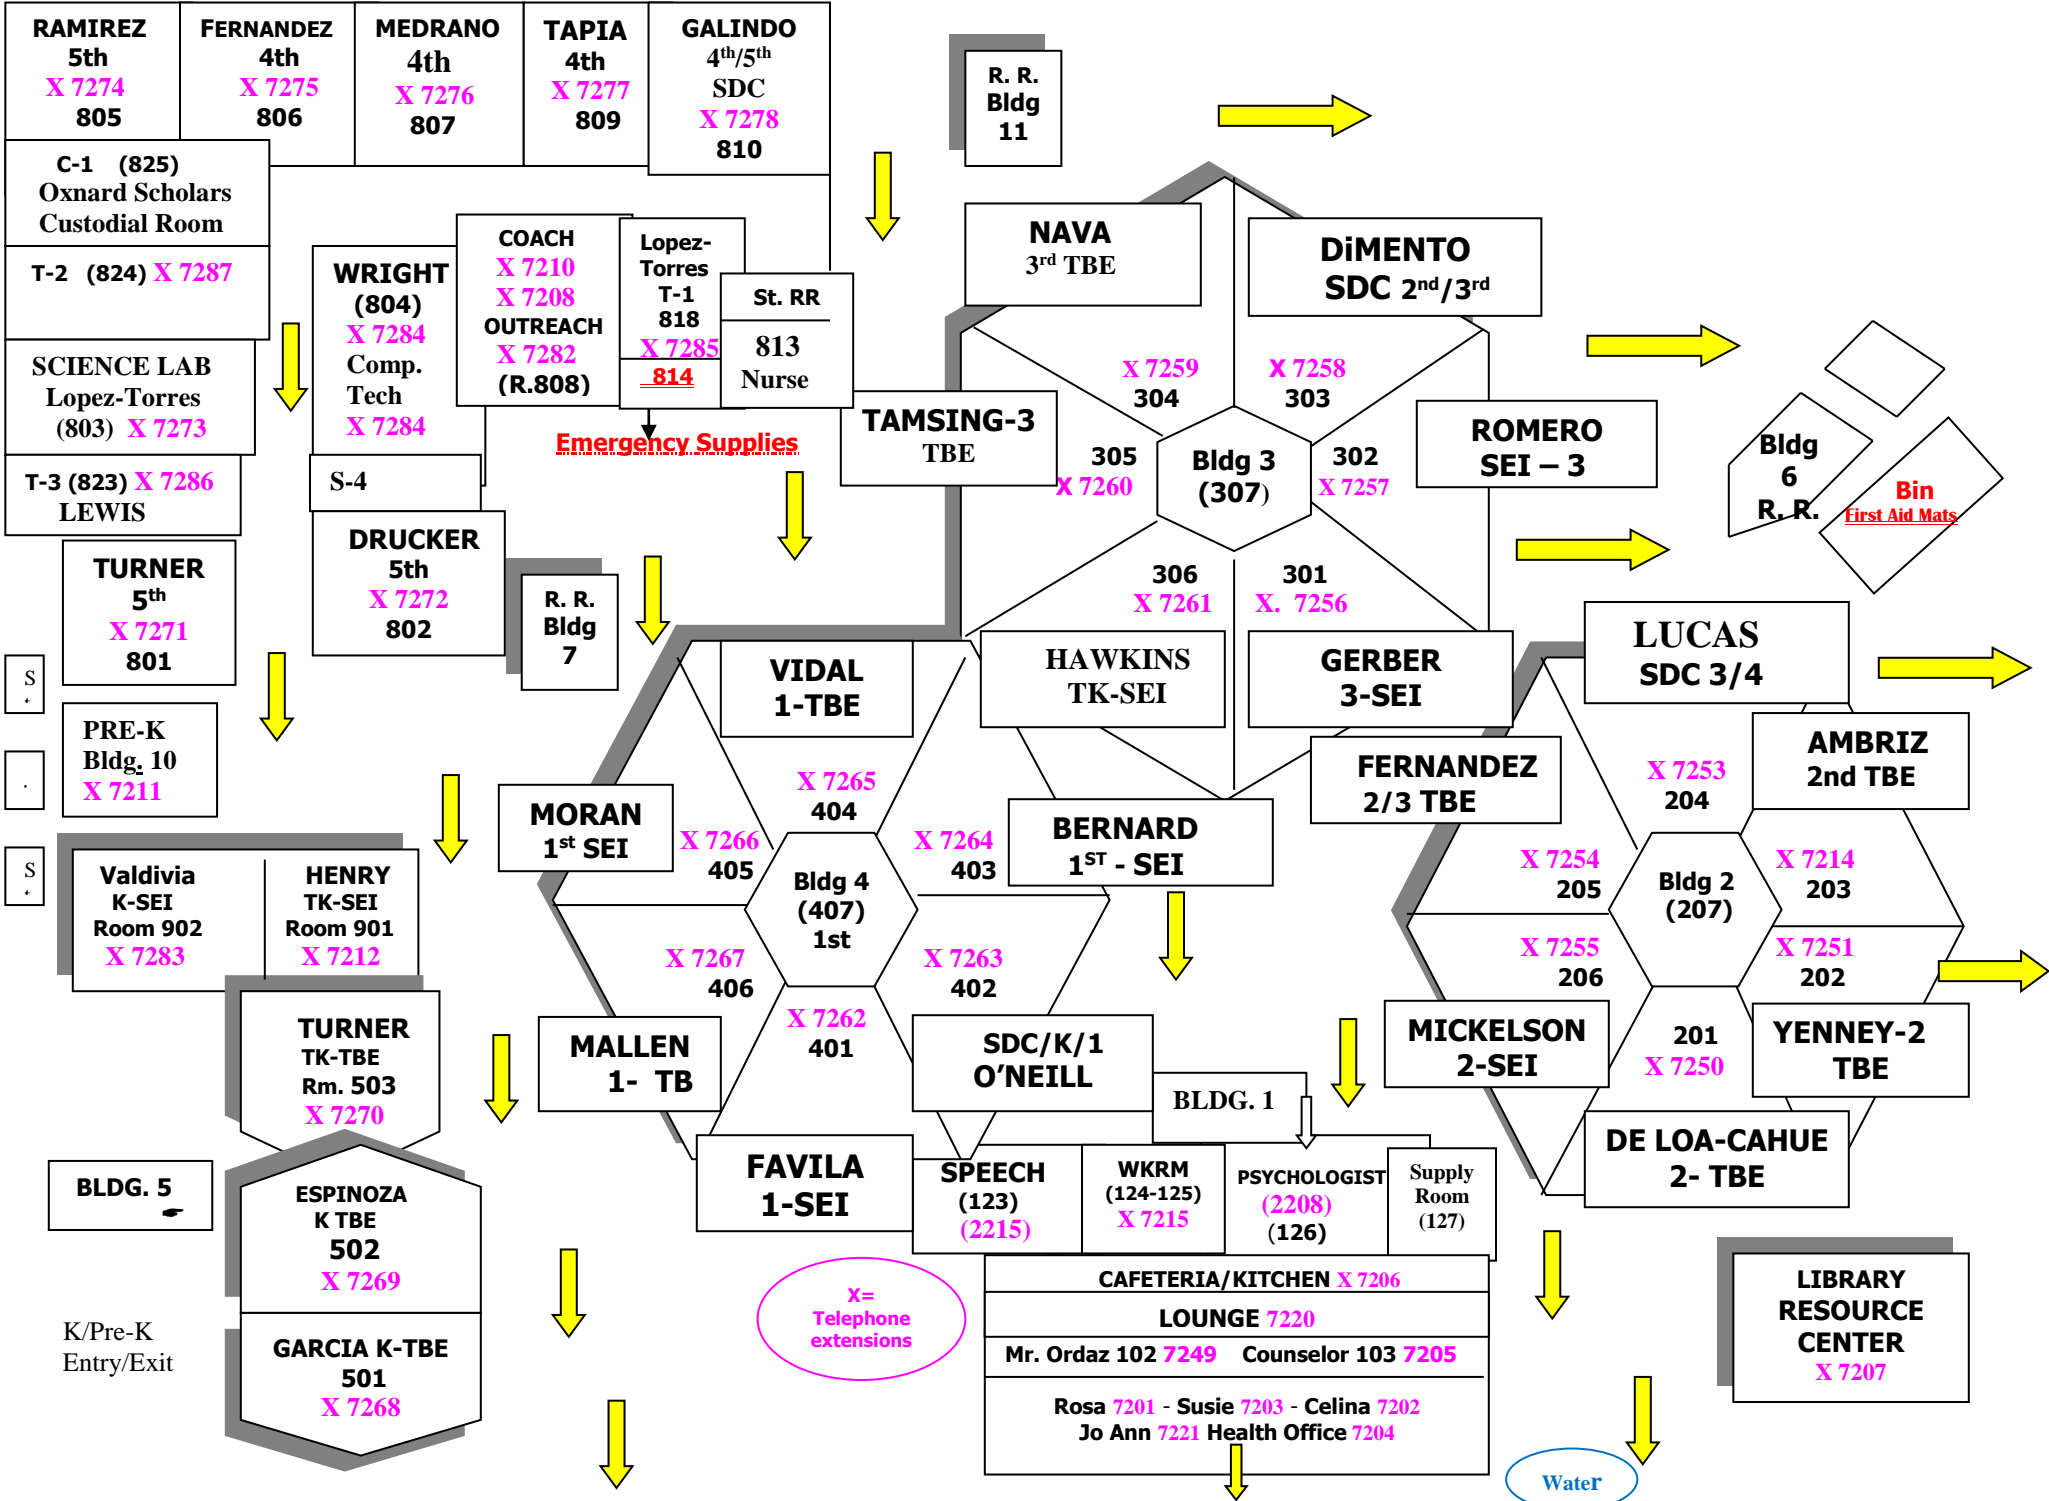 RAMIREZ
5th
X 7274
805
FERNANDEZ
4th
X 7275
806
MEDRANO
4th
X 7276
807
TAPIA
4th
X 7277
809
GALINDO
4th/5th
SDC
X 7278
810
R. R.
Bldg
11
C-1 (825)
Oxnard Scholars
Custodial Room
T-2 (824) X 7287
SCIENCE LAB
Lopez-Torres
(803) X 7273
T-3 (823) X 7286
LEWIS
WRIGHT
(804)
X 7284
Comp.
Tech
X 7284
S-4
COACH
X 7210
X 7208
OUTREACH
X 7282
(R.808)
Lopez-
Torres
T-1
818
X 7285
814
St. RR
813
Nurse
Emergency Supplies
DRUCKER
5th
X 7272
802
R. R.
Bldg
7
TURNER
5th
X 7271
801
S
PRE-K
Bldg. 10
X 7211
.
S
Valdivia
K-SEI
Room 902
X 7283
HENRY
TK-SEI
Room 901
X 7212
TURNER
TK-TBE
Rm. 503
X 7270
BLDG. 5
ESPINOZA
K TBE
502
X 7269
K/Pre-K
Entry/Exit
GARCIA K-TBE
501
X 7268
NAVA
3rd TBE
DiMENTO
SDC 2nd/3rd
X 7259
304
X 7258
303
TAMSING-3
TBE
305
X 7260
Bldg 3
(307)
302
X 7257
ROMERO
SEI – 3
306
X 7261
301
X. 7256
HAWKINS
TK-SEI
GERBER
3-SEI
Bldg
6
R. R.
Bin
First Aid Mats
VIDAL
1-TBE
X 7265
404
MORAN
1st SEI
X 7266
405
Bldg 4
(407)
1st
X 7264
403
BERNARD
1ST - SEI
X 7267
406
X 7263
402
X 7262
401
MALLEN
1- TB
SDC/K/1
O'NEILL
FAVILA
1-SEI
LUCAS
SDC 3/4
FERNANDEZ
2/3 TBE
AMBRIZ
2nd TBE
X 7253
204
X 7254
205
Bldg 2
(207)
X 7214
203
X 7255
206
X 7251
202
MICKELSON
2-SEI
201
X 7250
YENNEY-2
TBE
DE LOA-CAHUE
2- TBE
BLDG. 1
SPEECH
(123)
(2215)
WKRM
(124-125)
X 7215
PSYCHOLOGIST
(2208)
(126)
Supply
Room
(127)
X=
Telephone
extensions
CAFETERIA/KITCHEN X 7206
LOUNGE 7220
Mr. Ordaz 102 7249 Counselor 103 7205
Rosa 7201 - Susie 7203 - Celina 7202
Jo Ann 7221 Health Office 7204
LIBRARY
RESOURCE
CENTER
X 7207
Water